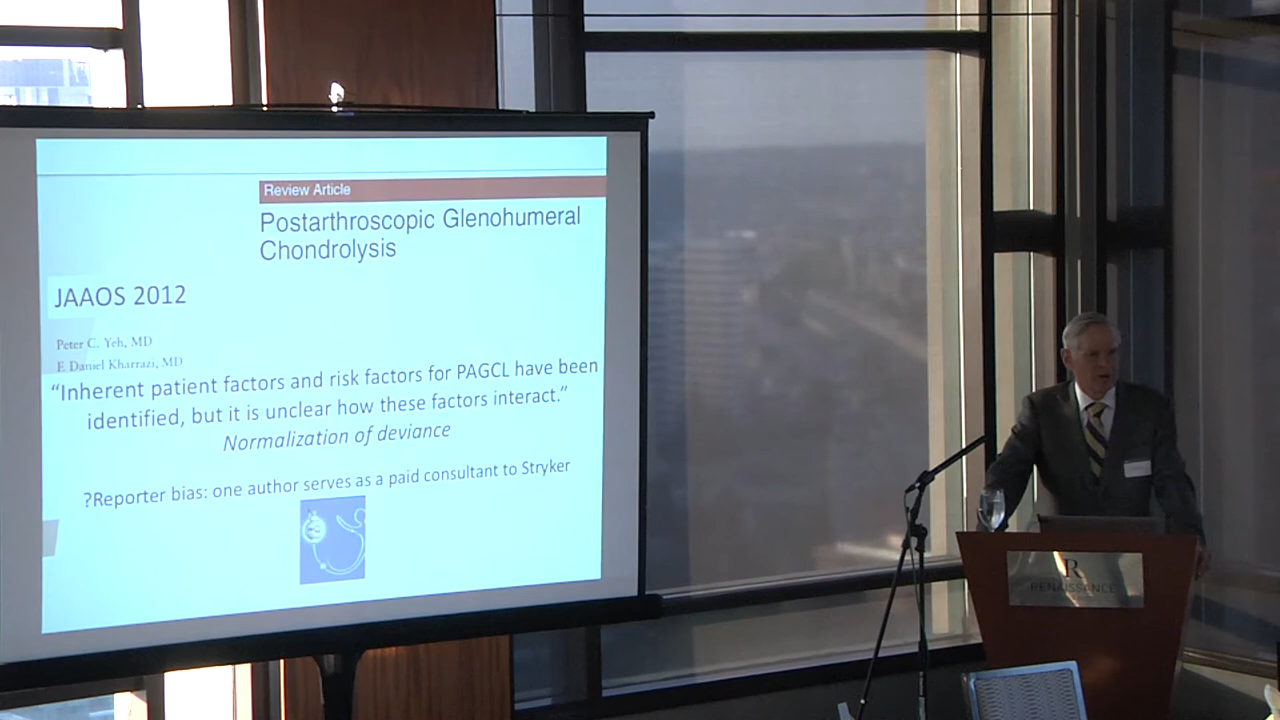 Review Article
Postarthroscopic Glenohumeral
Chondrolysis
JAAOS 2012
Peter C. Yeh, MD
F. Daniel Kharrazi, MD
“Inherent patient factors and risk factors for PAGCL have been
identified, but it is unclear how these factors interact.”
Normalization of deviance
?Reporter bias: one author serves as a paid consultant to Stryker
R
RENAISSANCE